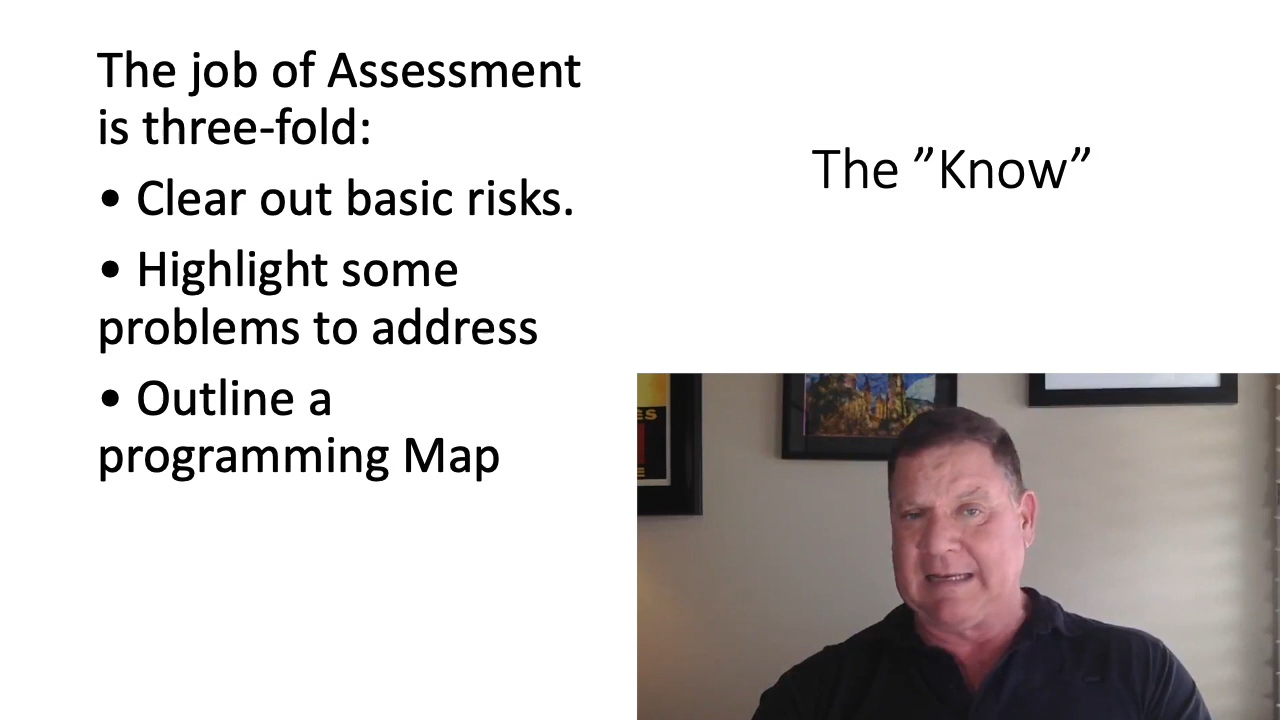 The job of Assessment
is three-fold:
• Clear out basic risks.
• Highlight some
problems to address
• Outline a
programming Map
The ”Know”
ES
E